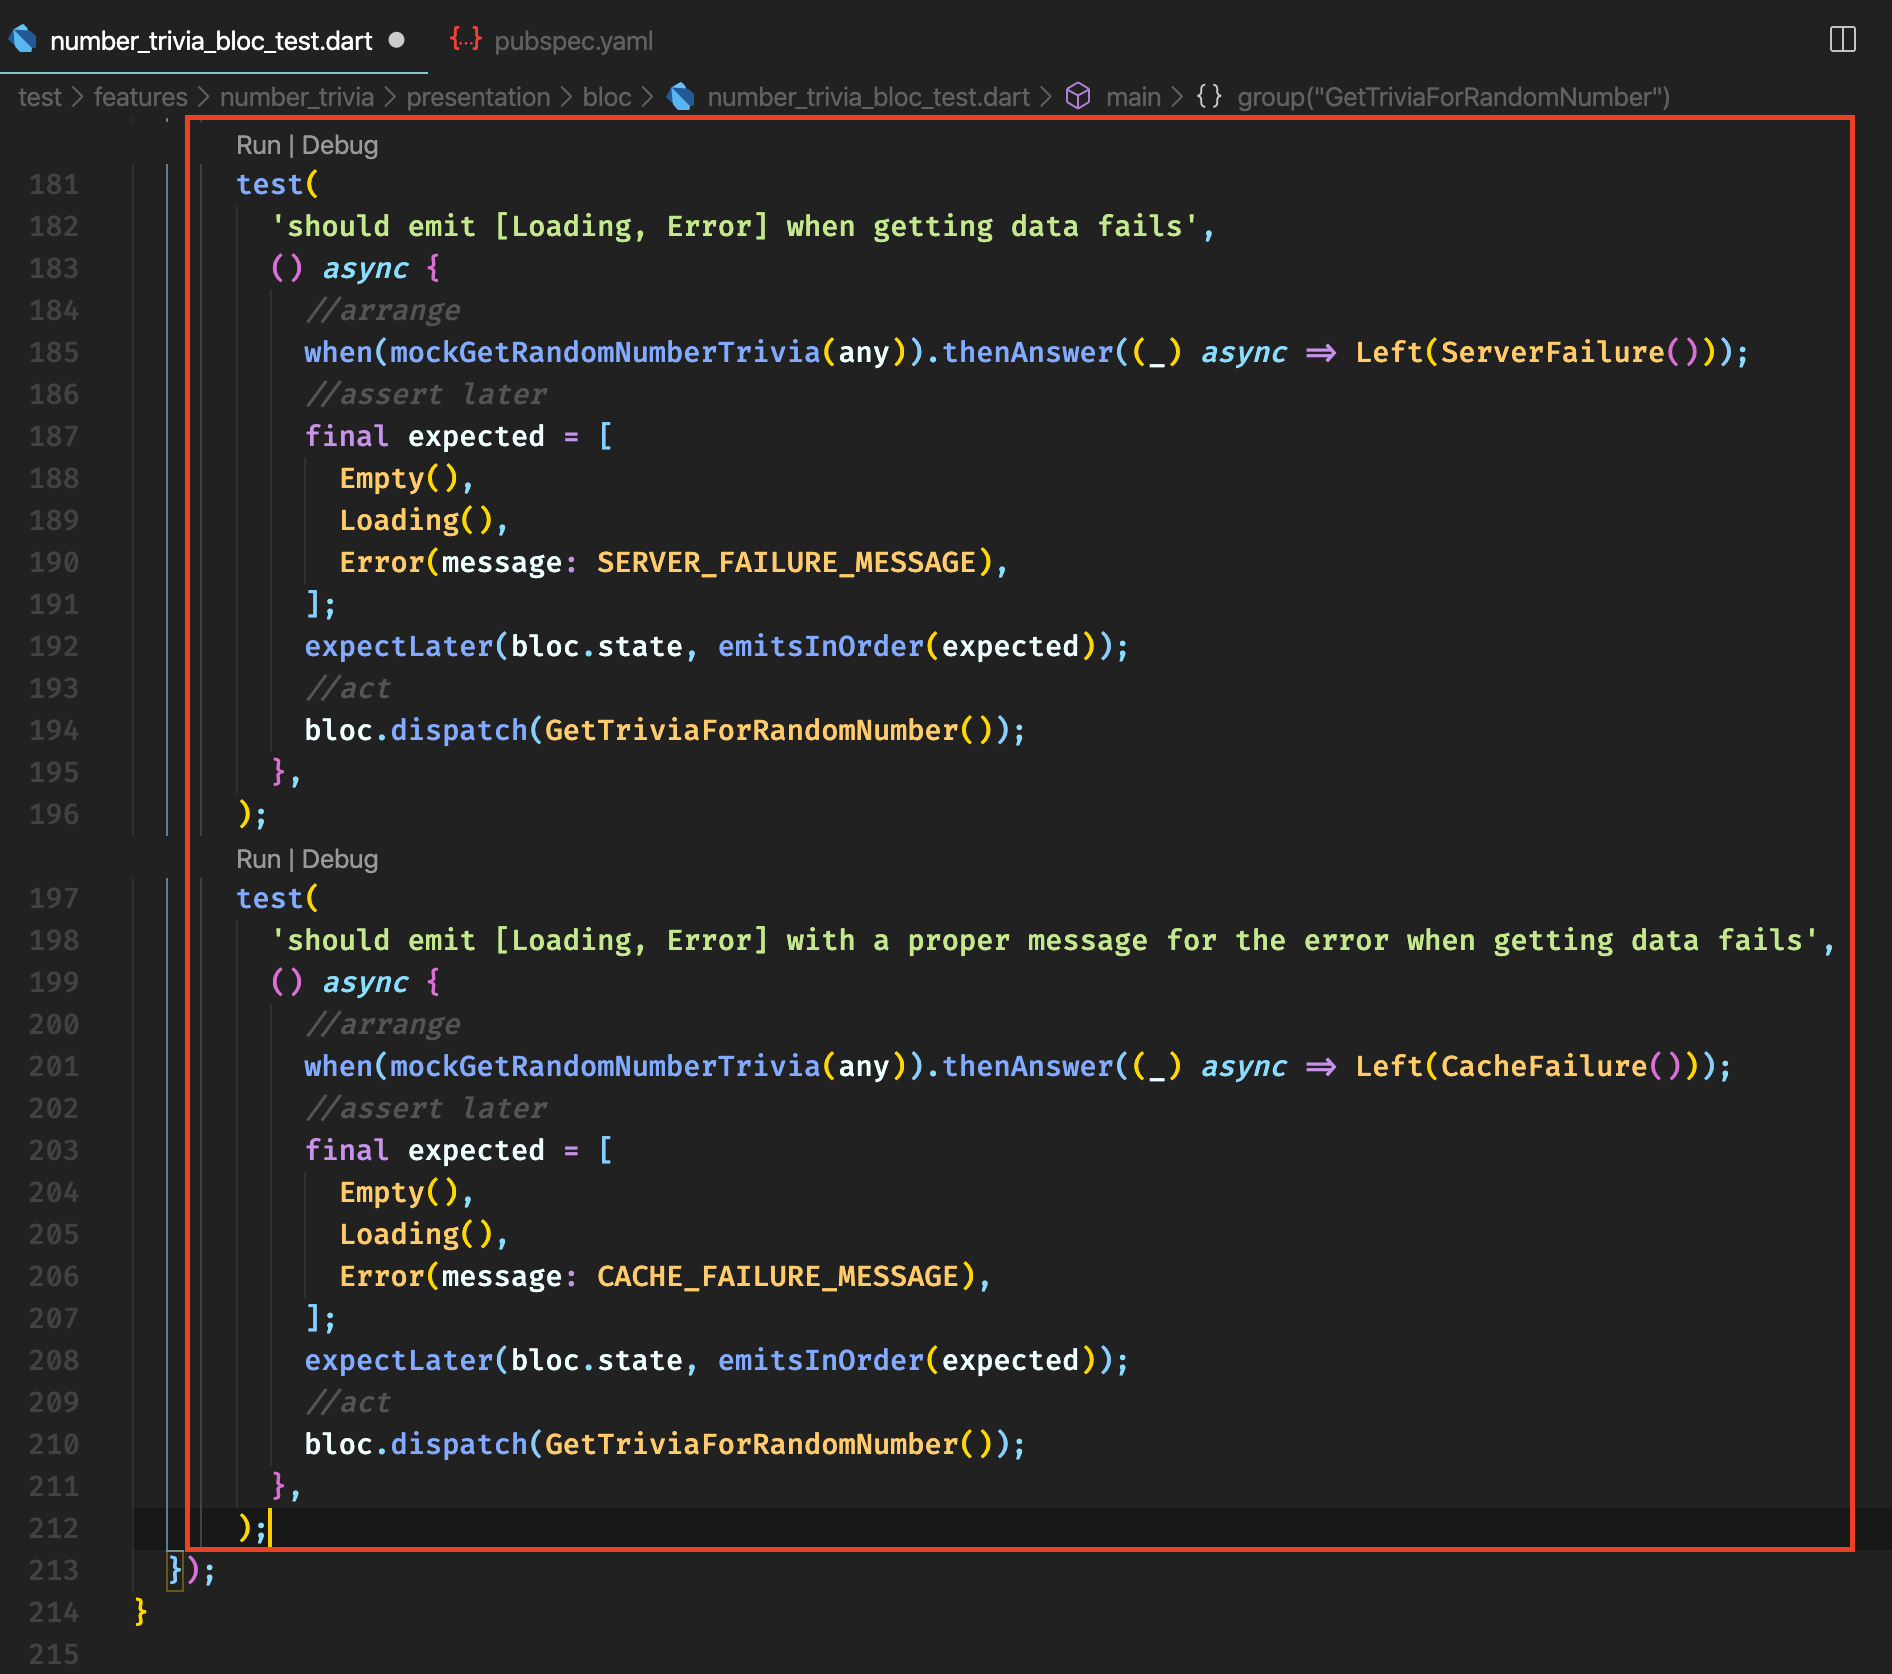 number_trivia_bloc_test.dart ● {..} pubspec.yaml
test > features > number_trivia > presentation > bloc > number_trivia_bloc_test.dart > main > {} group("GetTriviaForRandomNumber")
Run | Debug
181 test(
182 'should emit [Loading, Error] when getting data fails',
183 () async {
184 //arrange
185 when(mockGetRandomNumberTrivia(any)).thenAnswer((_) async => Left(ServerFailure()));
186 //assert later
187 final expected = [
188 Empty(),
189 Loading(),
190 Error(message: SERVER_FAILURE_MESSAGE),
191 ];
192 expectLater(bloc.state, emitsInOrder(expected));
193 //act
194 bloc.dispatch(GetTriviaForRandomNumber());
195 },
196 );
Run | Debug
197 test(
198 'should emit [Loading, Error] with a proper message for the error when getting data fails',
199 () async {
200 //arrange
201 when(mockGetRandomNumberTrivia(any)).thenAnswer((_) async => Left(CacheFailure()));
202 //assert later
203 final expected = [
204 Empty(),
205 Loading(),
206 Error(message: CACHE_FAILURE_MESSAGE),
207 ];
208 expectLater(bloc.state, emitsInOrder(expected));
209 //act
210 bloc.dispatch(GetTriviaForRandomNumber());
211 },
212 );
213 });
214 }
215